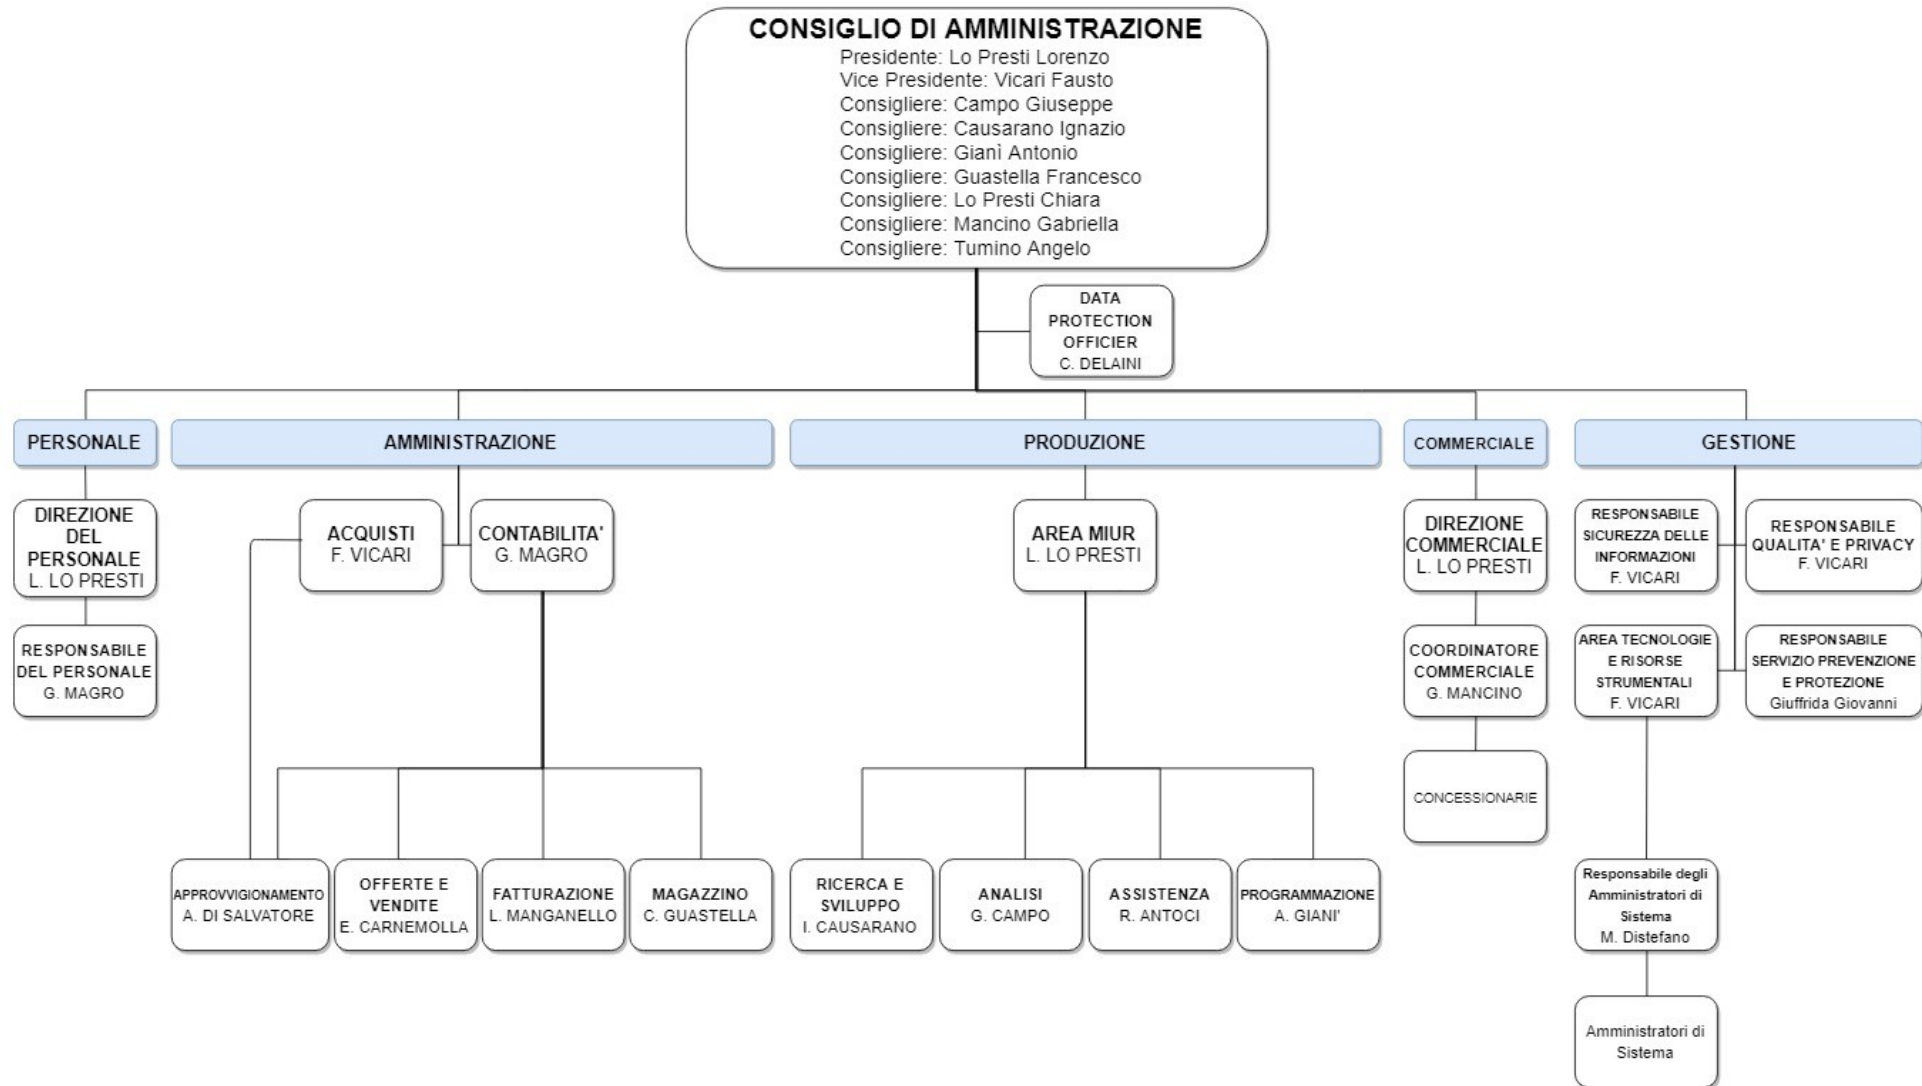 CONSIGLIO DI AMMINISTRAZIONE
Presidente: Lo Presti Lorenzo
Vice Presidente: Vicari Fausto
Consigliere: Campo Giuseppe
Consigliere: Causarano Ignazio
Consigliere: Gianì Antonio
Consigliere: Guastella Francesco
Consigliere: Lo Presti Chiara
Consigliere: Mancino Gabriella
Consigliere: Tumino Angelo
DATA
PROTECTION
OFFICIER
C. DELAINI
PERSONALE
AMMINISTRAZIONE
PRODUZIONE
COMMERCIALE
GESTIONE
DIREZIONE
DEL
PERSONALE
L. LO PRESTI
ACQUISTI
F. VICARI
CONTABILITA'
G. MAGRO
AREA MIUR
L. LO PRESTI
DIREZIONE
COMMERCIALE
L. LO PRESTI
RESPONSABILE
SICUREZZA DELLE
INFORMAZIONI
F. VICARI
RESPONSABILE
QUALITA' E PRIVACY
F. VICARI
RESPONSABILE
DEL PERSONALE
G. MAGRO
COORDINATORE
COMMERCIALE
G. MANCINO
AREA TECNOLOGIE
E RISORSE
STRUMENTALI
F. VICARI
RESPONSABILE
SERVIZIO PREVENZIONE
E PROTEZIONE
Giuffrida Giovanni
CONCESSIONARIE
APPROVVIGIONAMENTO
A. DI SALVATORE
OFFERTE E
VENDITE
E. CARNEMOLLA
FATTURAZIONE
L. MANGANELLO
MAGAZZINO
C. GUASTELLA
RICERCA E
SVILUPPO
I. CAUSARANO
ANALISI
G. CAMPO
ASSISTENZA
R. ANTOCI
PROGRAMMAZIONE
A. GIANI'
Responsabile degli
Amministratori di
Sistema
M. Distefano
Amministratori di
Sistema